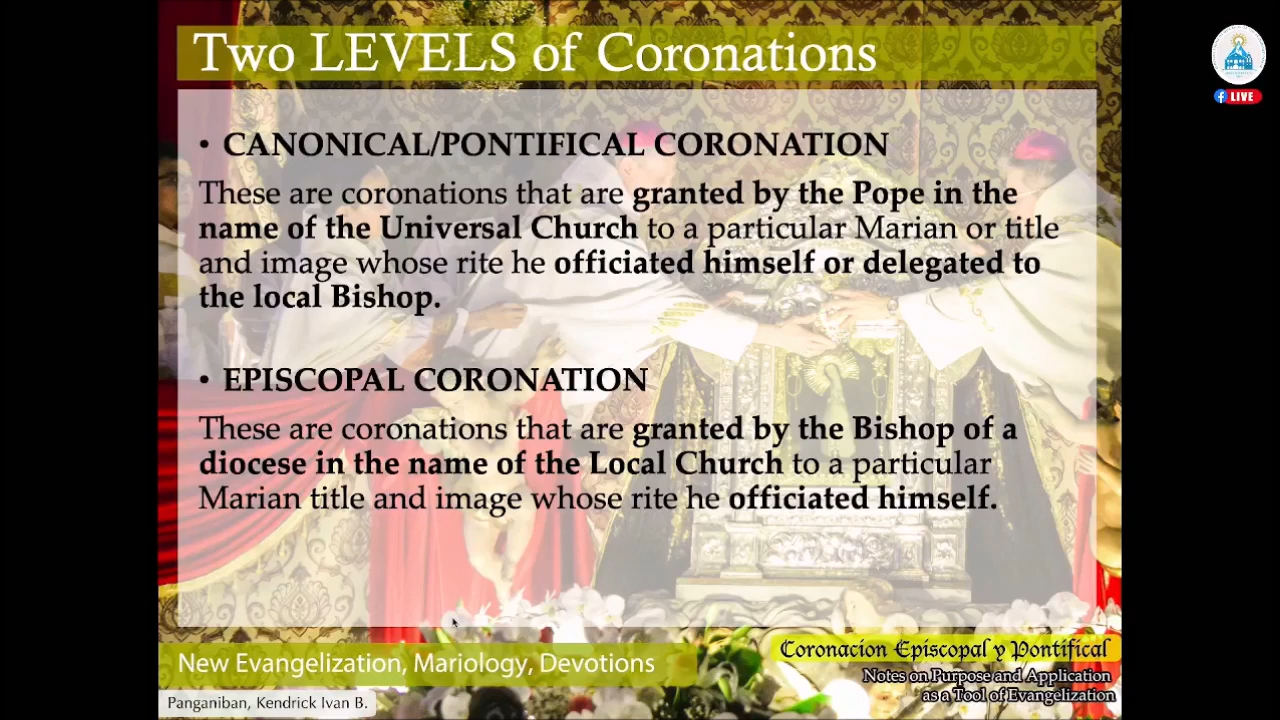 Two LEVELS of Coronations
LIVE
• CANONICAL/PONTIFICAL CORONATION
These are coronations that are granted by the Pope in the
name of the Universal Church to a particular Marian or title
and image whose rite he officiated himself or delegated to
the local Bishop.
• EPISCOPAL CORONATION
These are coronations that are granted by the Bishop of a
diocese in the name of the Local Church to a particular
Marian title and image whose rite he officiated himself.
New Evangelization, Mariology, Devotions
Coronacion Episcopal y Pontifical
Notes on Purpose and Application
as a Tool of Evangelization
Panganiban, Kendrick Ivan B.